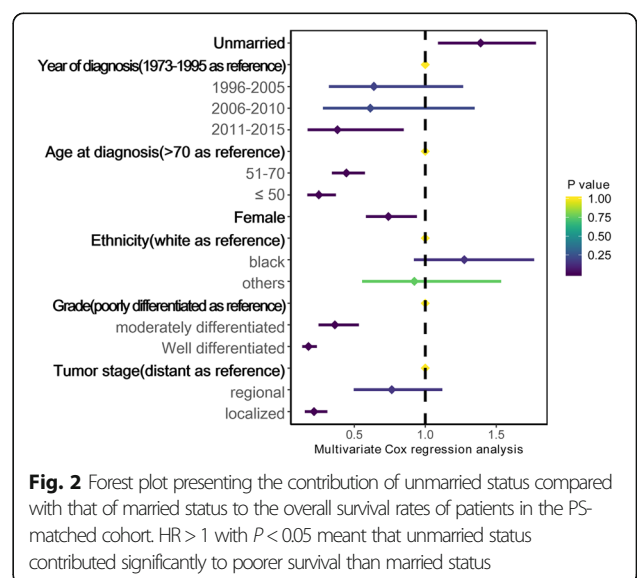 Unmarried
Year of diagnosis(1973-1995 as reference)
1996-2005
2006-2010
2011-2015
Age at diagnosis(>70 as reference)
51-70
≤ 50
Female
Ethnicity(white as reference)
black
others
Grade(poorly differentiated as reference)
moderately differentiated
Well differentiated
Tumor stage(distant as reference)
regional
localized
0.5 1.0 1.5
Multivariate Cox regression analysis
P value
1.00
0.75
0.50
0.25
Fig. 2 Forest plot presenting the contribution of unmarried status compared
with that of married status to the overall survival rates of patients in the PS-
matched cohort. HR > 1 with P < 0.05 meant that unmarried status
contributed significantly to poorer survival than married status